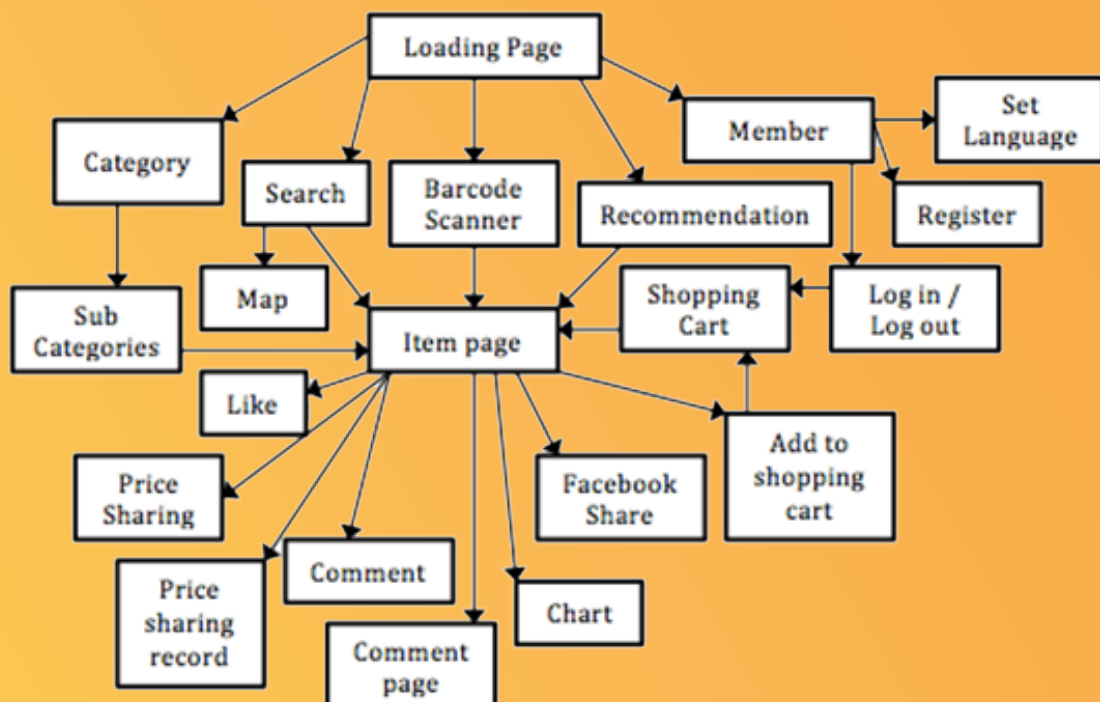 Loading Page
Member
Set
Language
Category
Search
Barcode
Scanner
Recommendation
Register
Sub
Categories
Map
Item page
Shopping
Cart
Log in /
Log out
Like
Price
Sharing
Facebook
Share
Add to
shopping
cart
Price
sharing
record
Comment
Chart
Comment
page